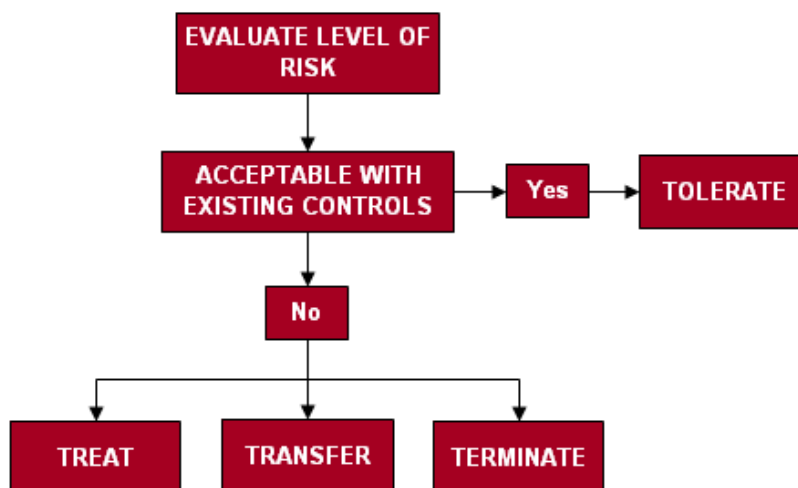 EVALUATE LEVEL OF
RISK
ACCEPTABLE WITH
EXISTING CONTROLS
Yes
TOLERATE
No
TREAT
TRANSFER
TERMINATE